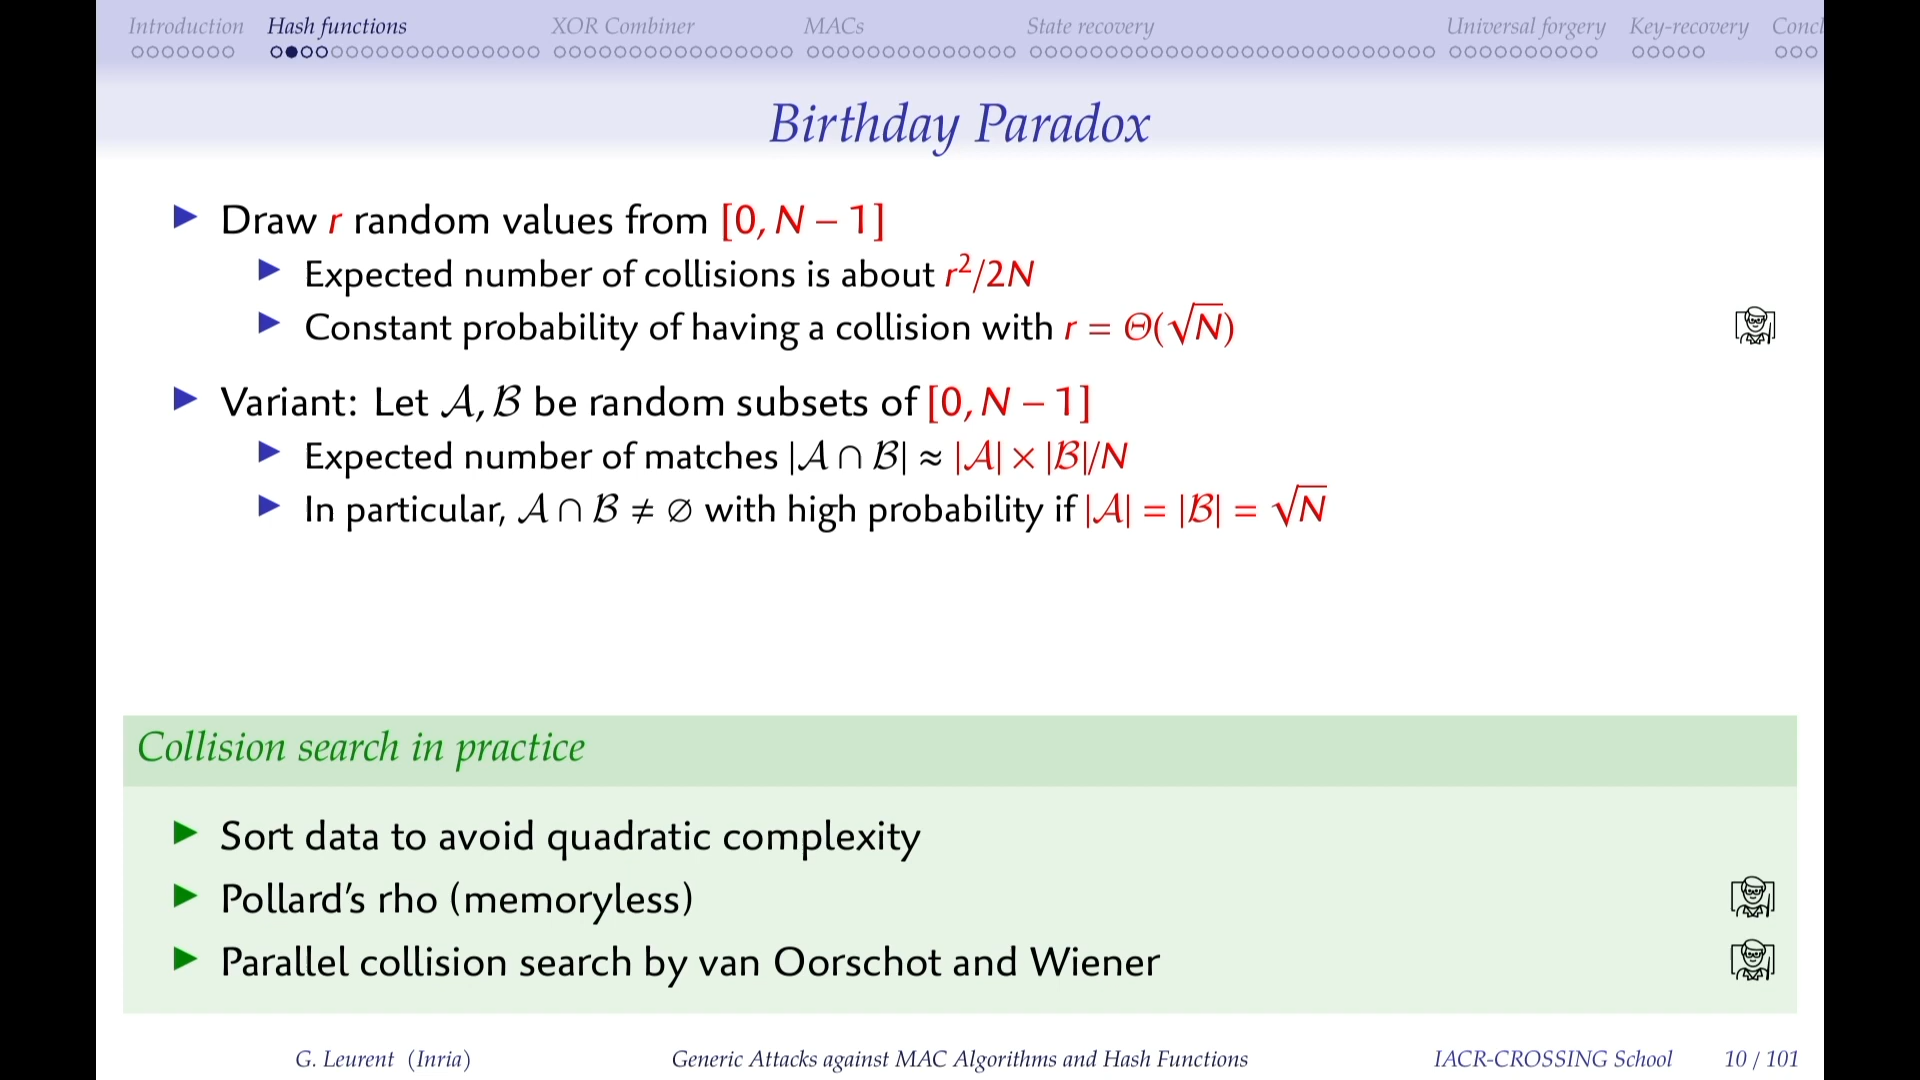 Introduction Hash functions XOR Combiner MACs State recovery Universal forgery Key-recovery Concl
Birthday Paradox
Draw r random values from [0, N − 1]
Expected number of collisions is about r²/2N
Constant probability of having a collision with r = Θ(√N)
Variant: Let 𝒜, ℬ be random subsets of [0, N − 1]
Expected number of matches |𝒜 ∩ ℬ| ≈ |𝒜| × |ℬ|/N
In particular, 𝒜 ∩ ℬ ≠ ∅ with high probability if |𝒜| = |ℬ| = √N
Collision search in practice
Sort data to avoid quadratic complexity
Pollard's rho (memoryless)
Parallel collision search by van Oorschot and Wiener
G. Leurent (Inria) Generic Attacks against MAC Algorithms and Hash Functions IACR-CROSSING School 10 / 101